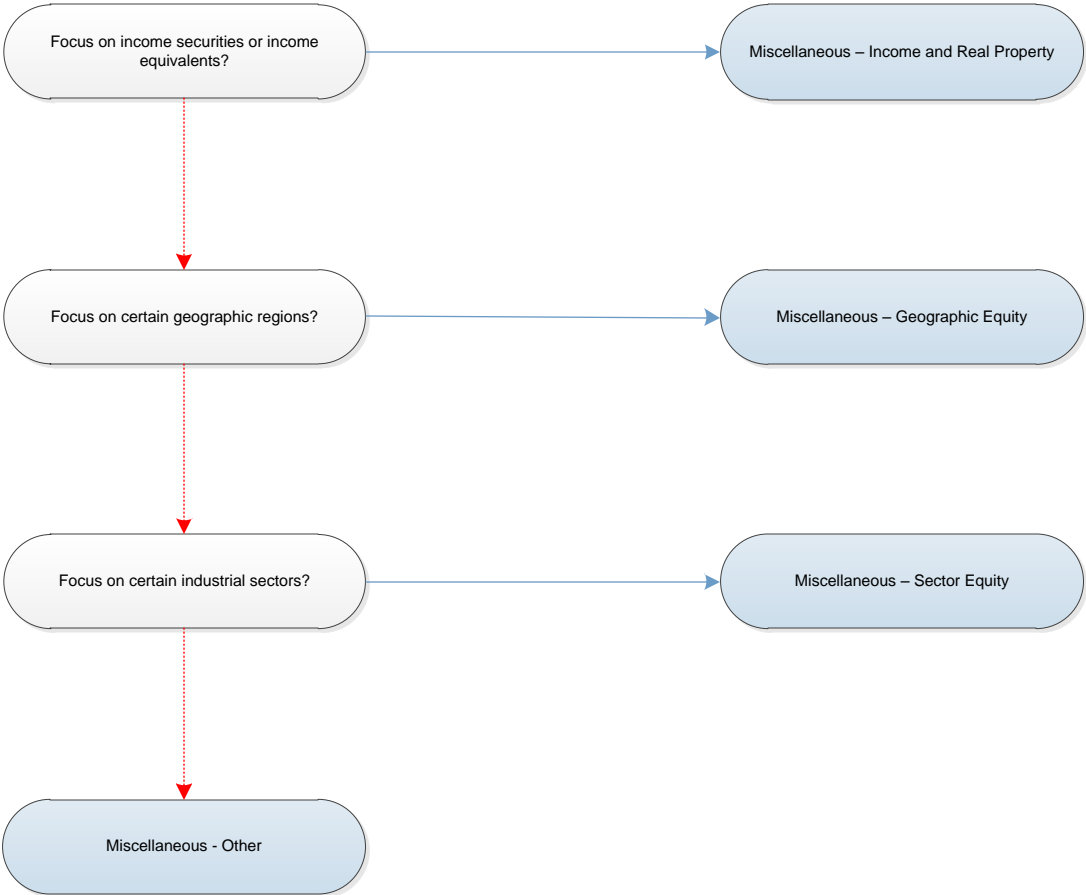 Focus on income securities or income
equivalents?
Miscellaneous – Income and Real Property
Focus on certain geographic regions?
Miscellaneous – Geographic Equity
Focus on certain industrial sectors?
Miscellaneous – Sector Equity
Miscellaneous - Other